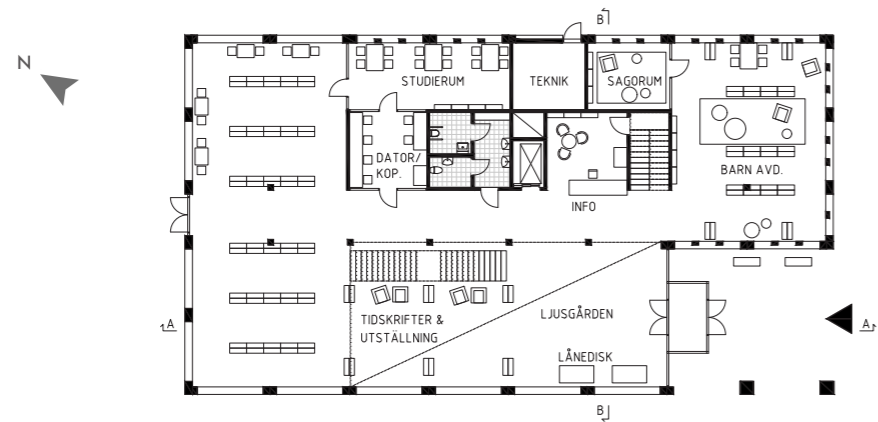 B
N
STUDIERUM
TEKNIK
SAGORUM
DATOR/
KOP.
BARN AVD.
INFO
TIDSKRIFTER &
UTSTÄLLNING
LJUSGÅRDEN
A
A
LÅNEDISK
B